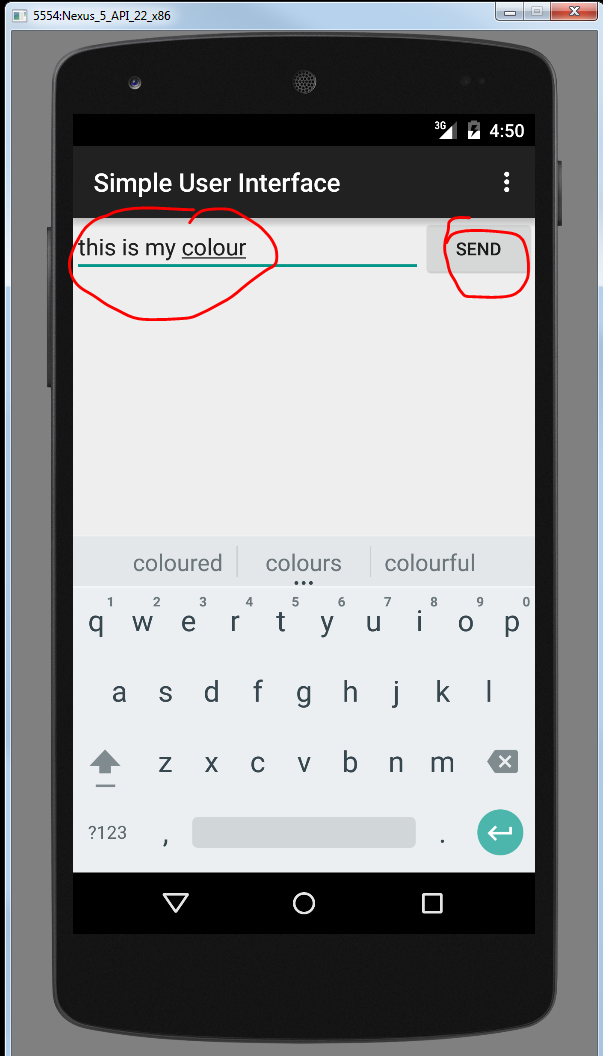 5554:Nexus_5_API_22_x86
3G 4:50
Simple User Interface
this is my colour SEND
coloured colours colourful
1 2 3 4 5 6 7 8 9 0
q w e r t y u i o p
a s d f g h j k l
z x c v b n m
?123 , .